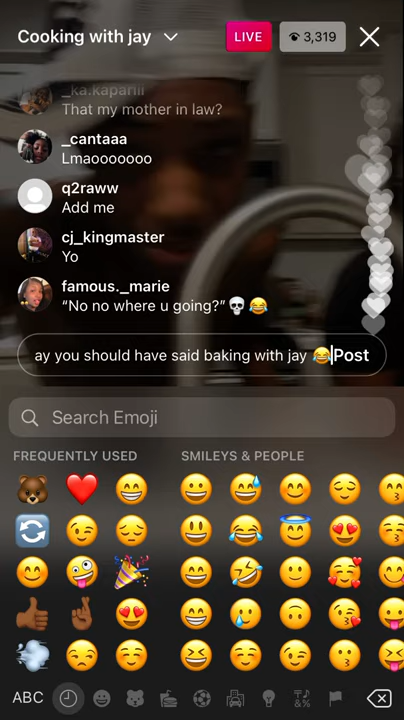 Cooking with jay
LIVE
3,319
_ka.kapariii
That my mother in law?
_cantaaa
Lmaooooooo
q2raww
Add me
cj_kingmaster
Yo
famous._marie
“No no where u going?” 💀 😂
ay you should have said baking with jay 😂 Post
Search Emoji
FREQUENTLY USED SMILEYS & PEOPLE
ABC